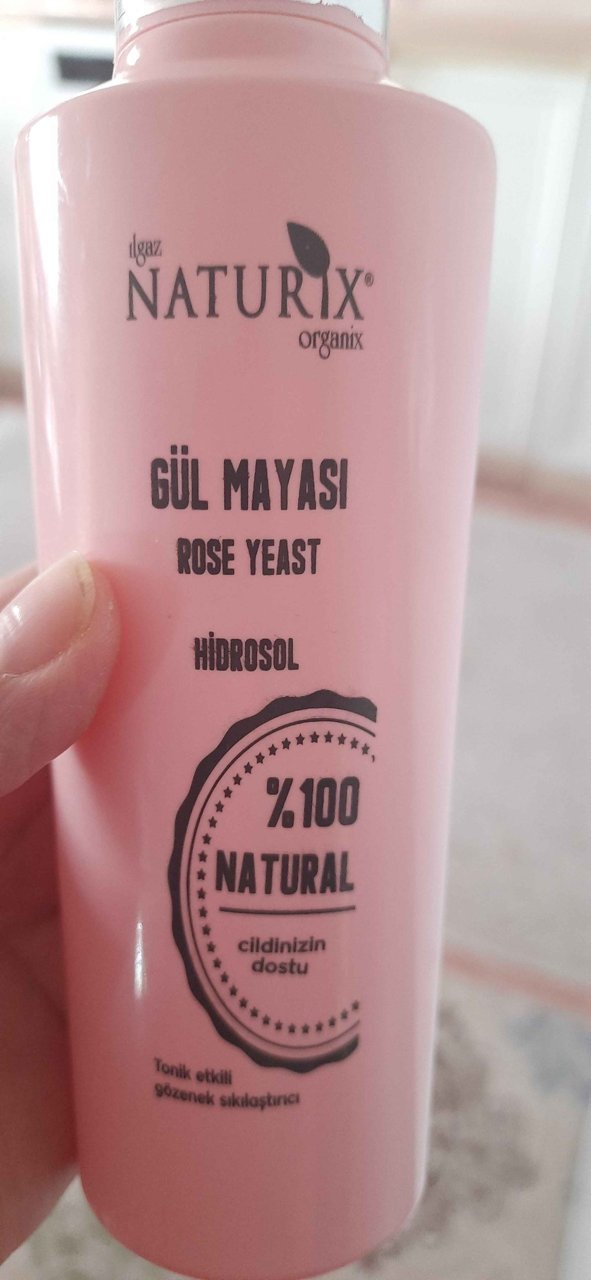 ılgaz
NATURIX®
organix
GÜL MAYASI
ROSE YEAST
HİDROSOL
%100
NATURAL
cildinizin
dostu
Tonik etkili
gözenek sıkılaştırıcı